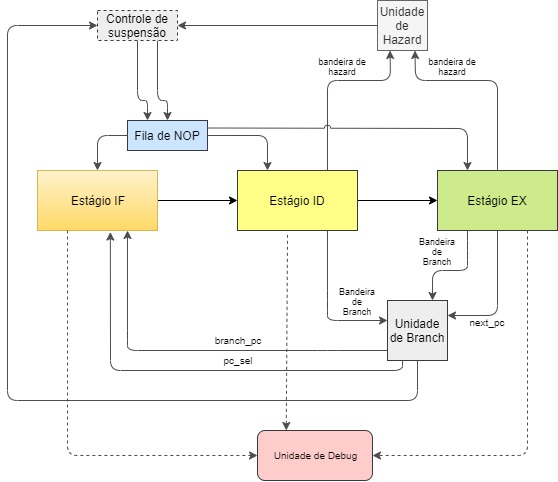 Controle de
suspensão
Unidade
de
Hazard
bandeira de
hazard
bandeira de
hazard
Fila de NOP
Estágio IF
Estágio ID
Estágio EX
Bandeira
de
Branch
Bandeira
de
Branch
Unidade
de Branch
next_pc
branch_pc
pc_sel
Unidade de Debug